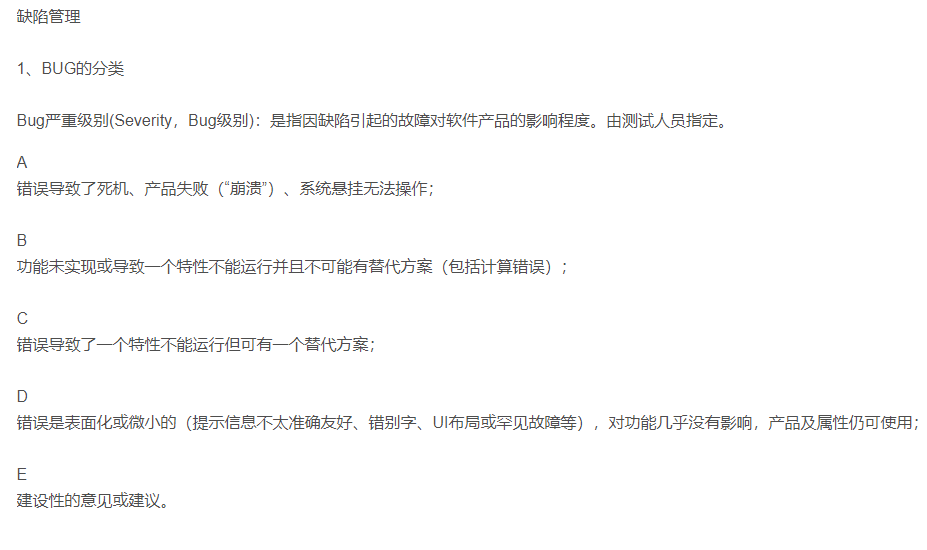 缺陷管理
1、BUG的分类
Bug严重级别(Severity，Bug级别)：是指因缺陷引起的故障对软件产品的影响程度。由测试人员指定。
A
错误导致了死机、产品失败（“崩溃”）、系统悬挂无法操作；
B
功能未实现或导致一个特性不能运行并且不可能有替代方案（包括计算错误）；
C
错误导致了一个特性不能运行但可有一个替代方案；
D
错误是表面化或微小的（提示信息不太准确友好、错别字、UI布局或罕见故障等），对功能几乎没有影响，产品及属性仍可使用；
E
建设性的意见或建议。